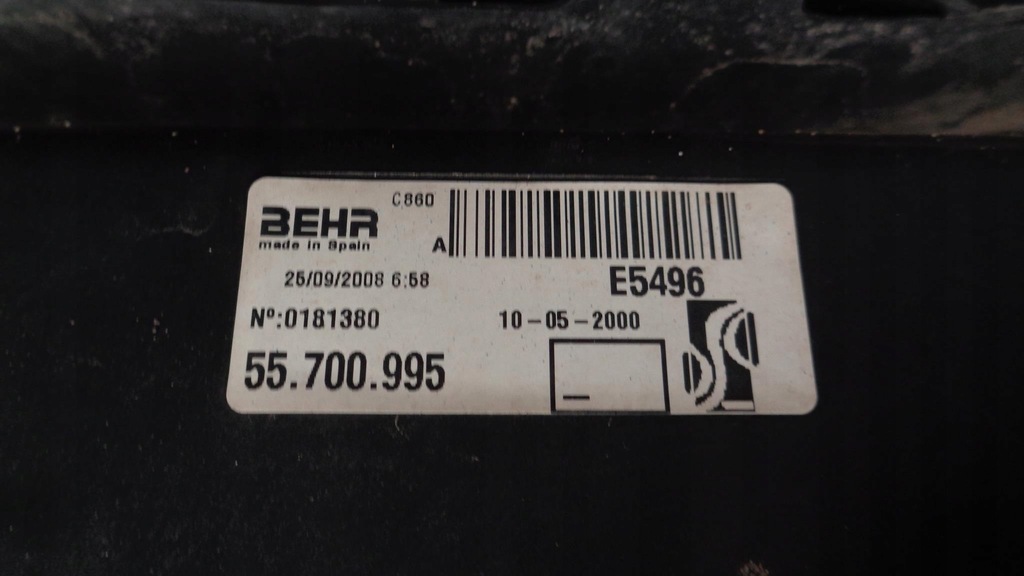 BEHR
C860
made in Spain
A
25/09/2008 6:58
E5496
Nº:0181380
10-05-2000
55.700.995